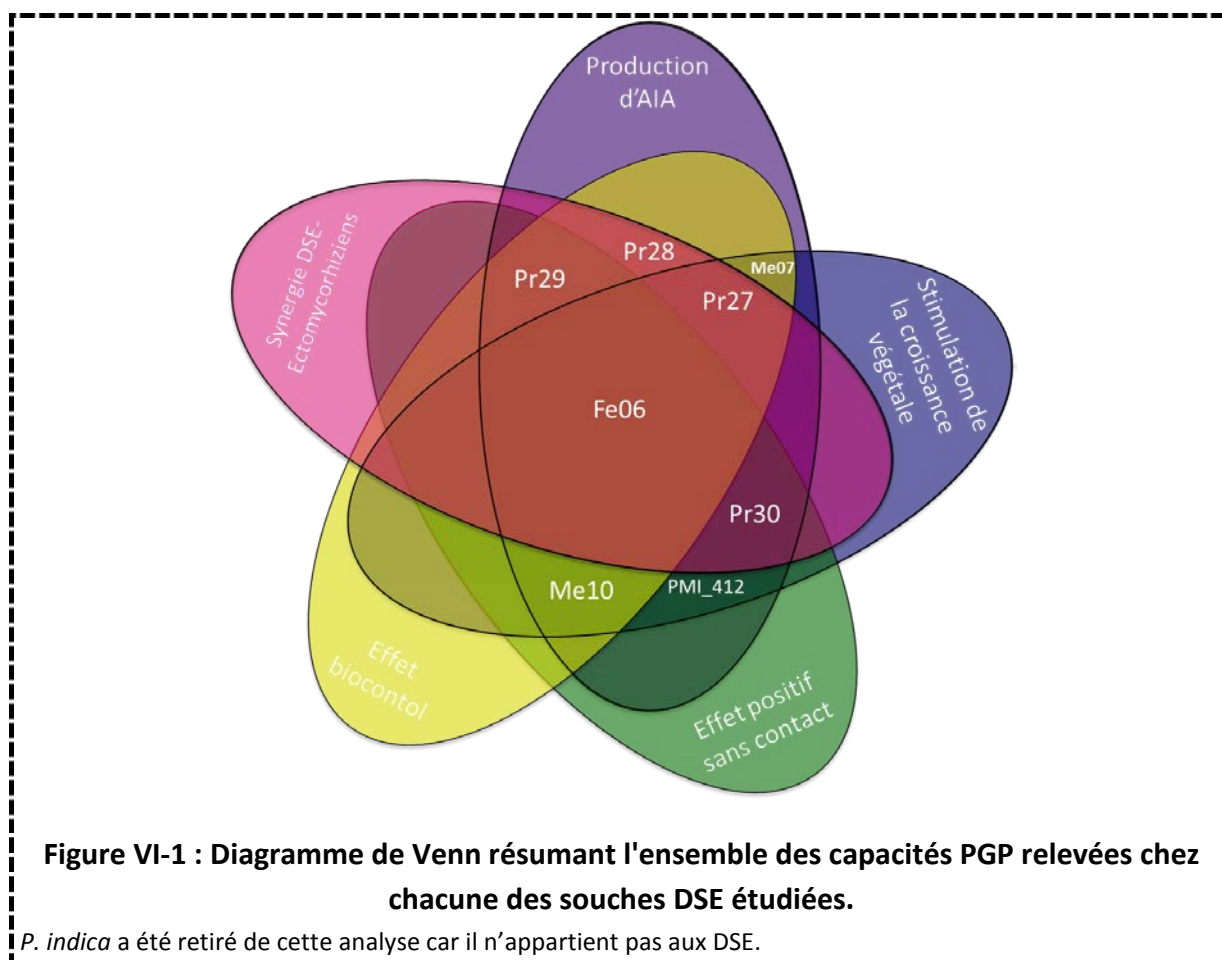 Production
d'AIA
Synergie DSE-
Ectomycorhiziens
Pr28
Pr29
Me07
Pr27
Stimulation de
la croissance
végétale
Fe06
Pr30
Me10
PMI_412
Effet
biocontol
Effet positif
sans contact
Figure VI-1 : Diagramme de Venn résumant l'ensemble des capacités PGP relevées chez
chacune des souches DSE étudiées.
P. indica a été retiré de cette analyse car il n’appartient pas aux DSE.